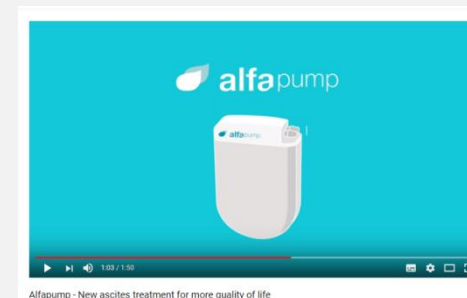 alfapump
alfapump
1:03 / 1:50
Alfapump - New ascites treatment for more quality of life